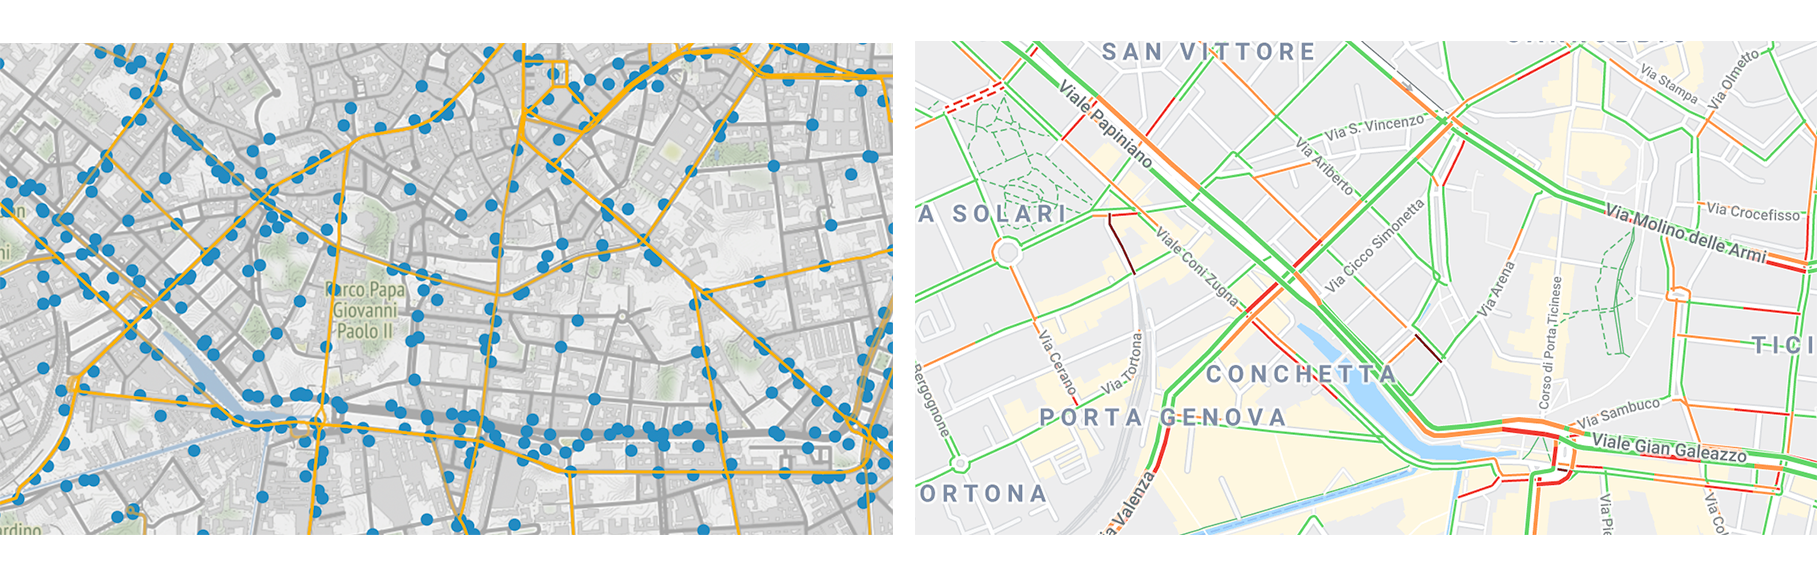 Parco Papa
Giovanni
Paolo II
SAN VITTORE
Viale Papiniano
Via S. Vincenzo
Via Ariberto
Via Stampa
Via Olmetto
A SOLARI
Viale Coni Zugna
Via Cicco Simonetta
Via Molino delle Armi
Via Crocefisso
Via Arena
Corso di Porta Ticinese
Via Cerano
Via Tortona
Bergognone
CONCHETTA
TICI
PORTA GENOVA
Via Sambuco
Viale Gian Galeazzo
ORTONA
ia Valenza
Via Pie
Via Co
rdino